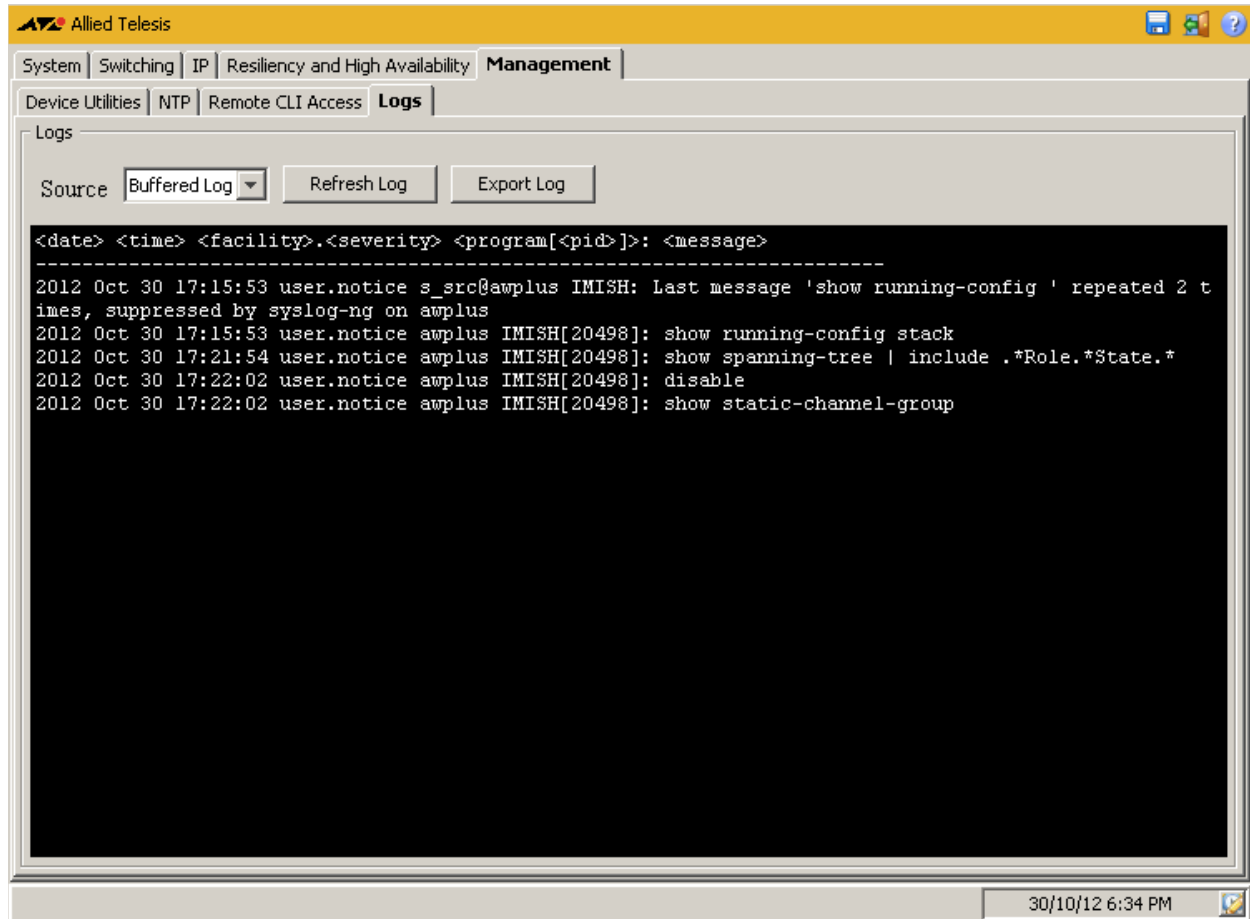 Allied Telesis
System Switching IP Resiliency and High Availability Management
Device Utilities NTP Remote CLI Access Logs
Logs
Source Buffered Log Refresh Log Export Log
<date> <time> <facility>.<severity> <program[<pid>]>: <message>
-------------------------------------------------------------------------
2012 Oct 30 17:15:53 user.notice s_src@awplus IMISH: Last message 'show running-config ' repeated 2 t
imes, suppressed by syslog-ng on awplus
2012 Oct 30 17:15:53 user.notice awplus IMISH[20498]: show running-config stack
2012 Oct 30 17:21:54 user.notice awplus IMISH[20498]: show spanning-tree | include .*Role.*State.*
2012 Oct 30 17:22:02 user.notice awplus IMISH[20498]: disable
2012 Oct 30 17:22:02 user.notice awplus IMISH[20498]: show static-channel-group
30/10/12 6:34 PM